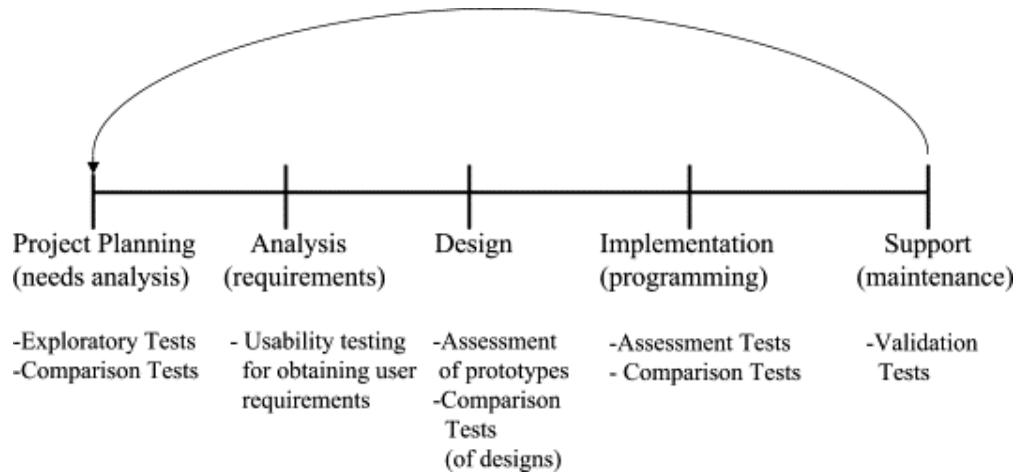 Project Planning
(needs analysis)
Analysis
(requirements)
Design
Implementation
(programming)
Support
(maintenance)
-Exploratory Tests
-Comparison Tests
- Usability testing
for obtaining user
requirements
-Assessment
of prototypes
-Comparison
Tests
(of designs)
-Assessment Tests
- Comparison Tests
-Validation
Tests